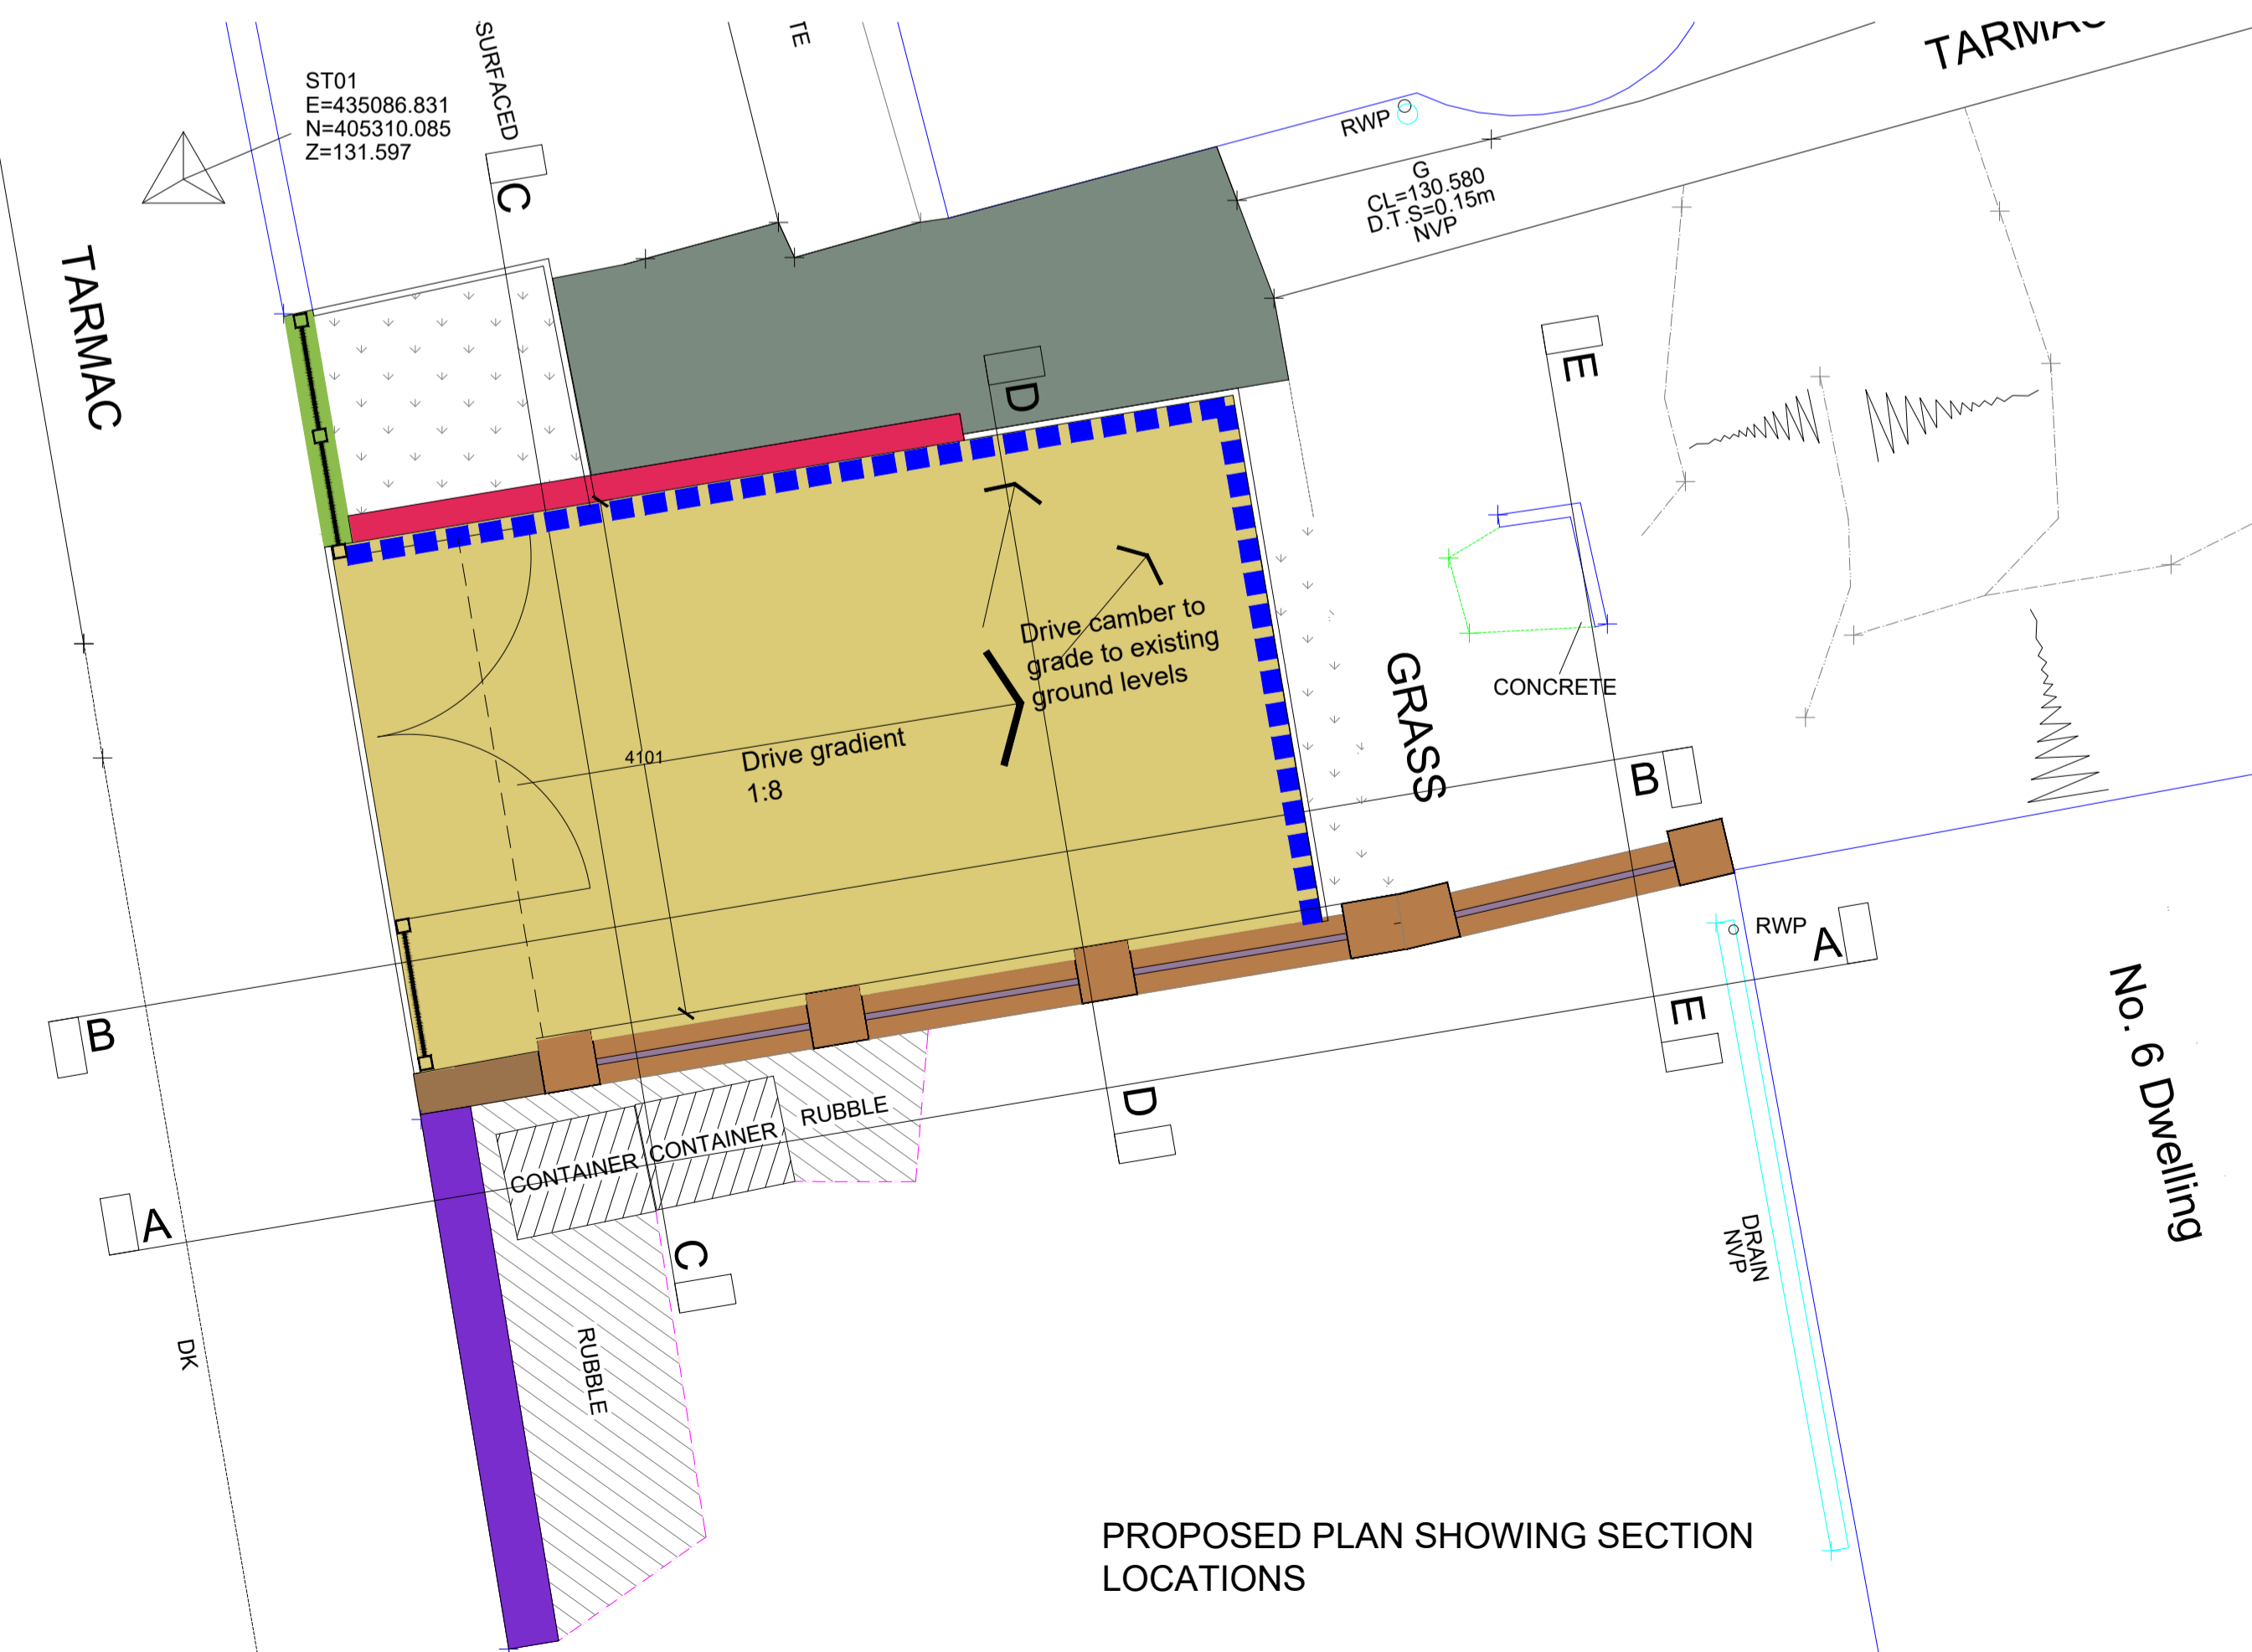 TARMAC
ST01
E=435086.831
N=405310.085
Z=131.597
SURFACED
TE
C
RWP
G
CL=130.580
D.T.S=0.15m
NVP
TARMAC
D
E
Drive camber to
grade to existing
ground levels
4101
Drive gradient
1:8
GRASS
CONCRETE
B
B
RWP
A
E
No. 6 Dwelling
D
RUBBLE
CONTAINER
CONTAINER
A
C
DRAIN
NVP
DK
RUBBLE
PROPOSED PLAN SHOWING SECTION
LOCATIONS